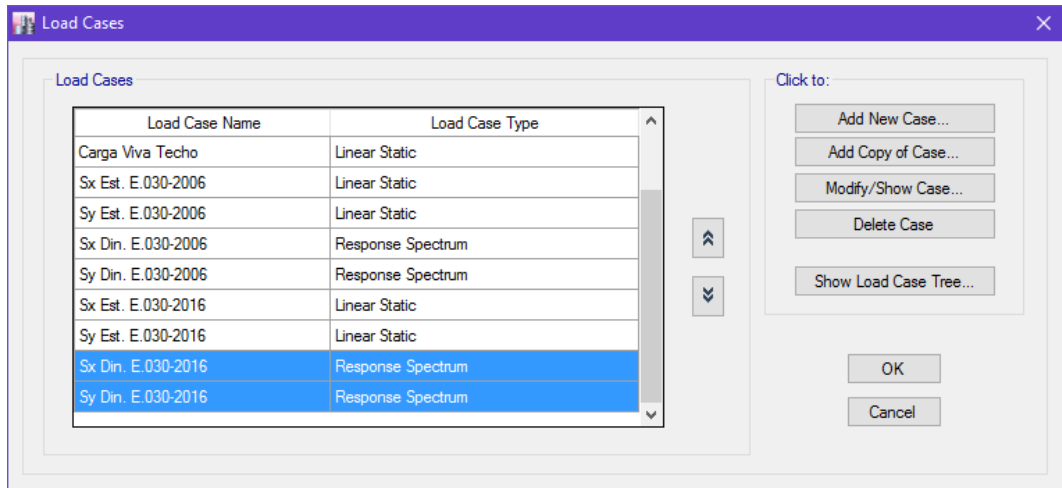 Load Cases
Load Cases
Click to:
Load Case Name Load Case Type
Carga Viva Techo Linear Static
Sx Est. E.030-2006 Linear Static
Sy Est. E.030-2006 Linear Static
Sx Din. E.030-2006 Response Spectrum
Sy Din. E.030-2006 Response Spectrum
Sx Est. E.030-2016 Linear Static
Sy Est. E.030-2016 Linear Static
Sx Din. E.030-2016 Response Spectrum
Sy Din. E.030-2016 Response Spectrum
Add New Case...
Add Copy of Case...
Modify/Show Case...
Delete Case
Show Load Case Tree...
OK
Cancel